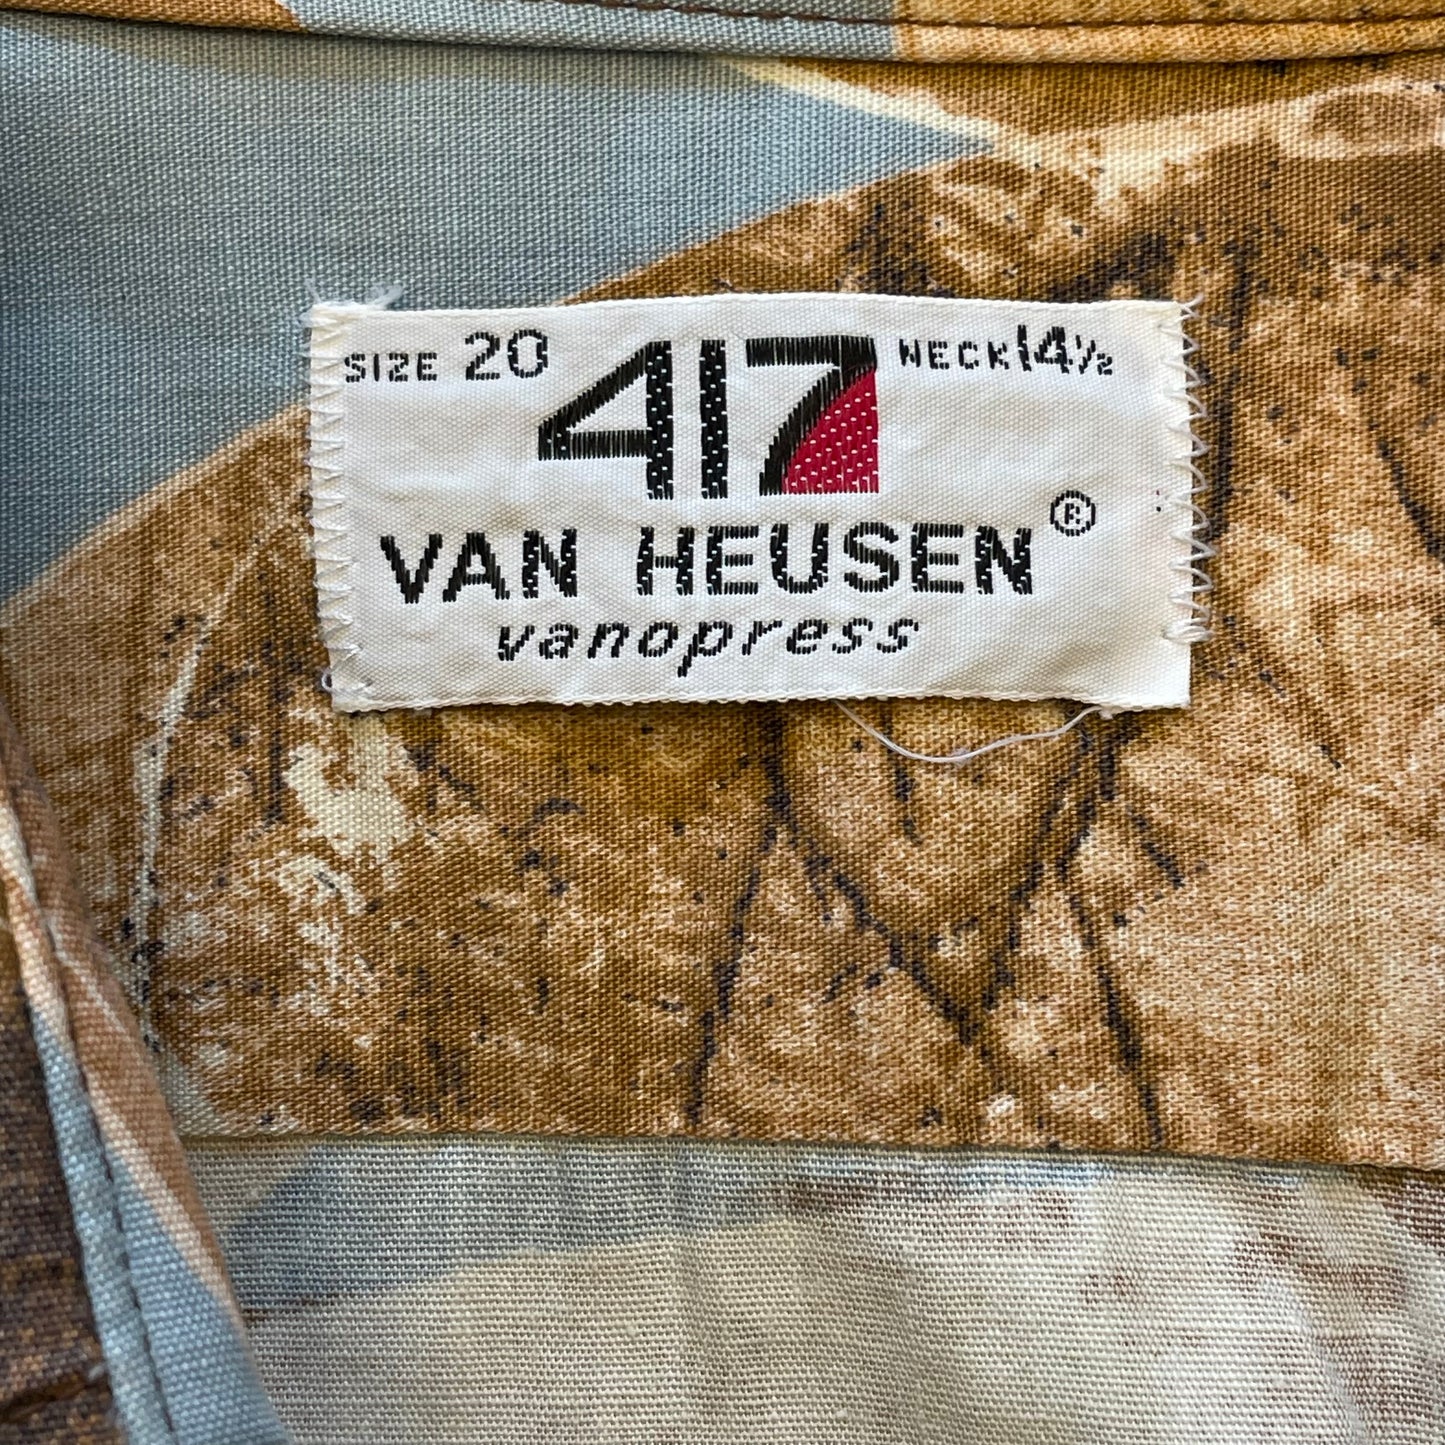 SIZE 20 417 NECK 14½
VAN HEUSEN®
vanopress